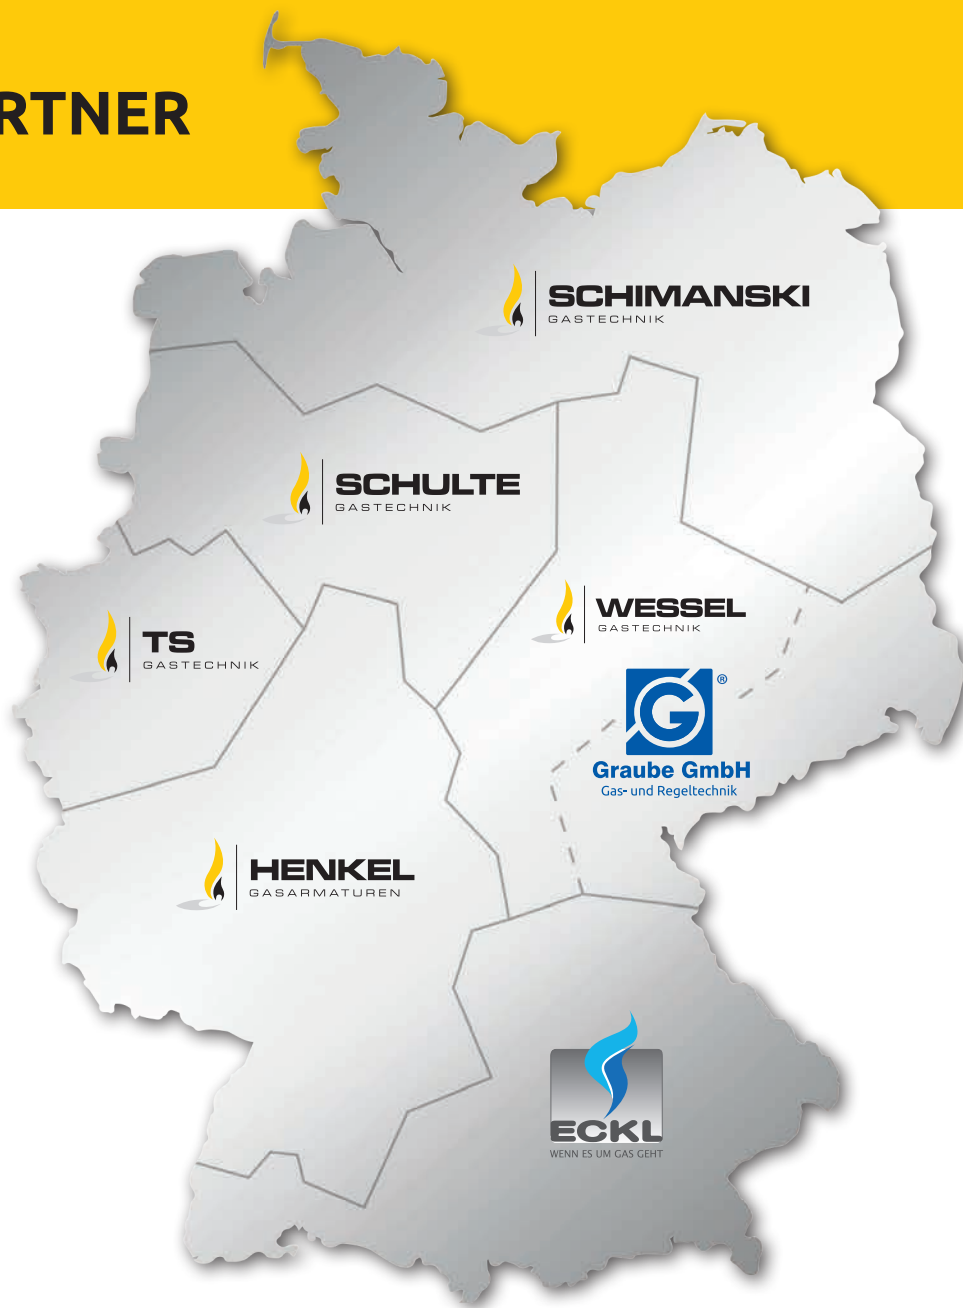 RTNER
SCHIMANSKI
GASTECHNIK
SCHULTE
GASTECHNIK
WESSEL
GASTECHNIK
TS
GASTECHNIK
G®
Graube GmbH
Gas- und Regeltechnik
HENKEL
GASARMATUREN
ECKL
WENN ES UM GAS GEHT